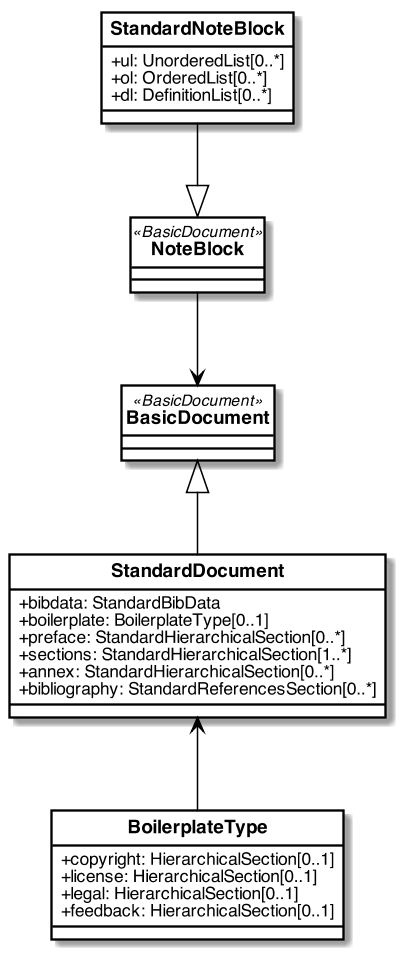 StandardNoteBlock
+ul: UnorderedList[0..*]
+ol: OrderedList[0..*]
+dl: DefinitionList[0..*]
«BasicDocument»
NoteBlock
«BasicDocument»
BasicDocument
StandardDocument
+bibdata: StandardBibData
+boilerplate: BoilerplateType[0..1]
+preface: StandardHierarchicalSection[0..*]
+sections: StandardHierarchicalSection[1..*]
+annex: StandardHierarchicalSection[0..*]
+bibliography: StandardReferencesSection[0..*]
BoilerplateType
+copyright: HierarchicalSection[0..1]
+license: HierarchicalSection[0..1]
+legal: HierarchicalSection[0..1]
+feedback: HierarchicalSection[0..1]